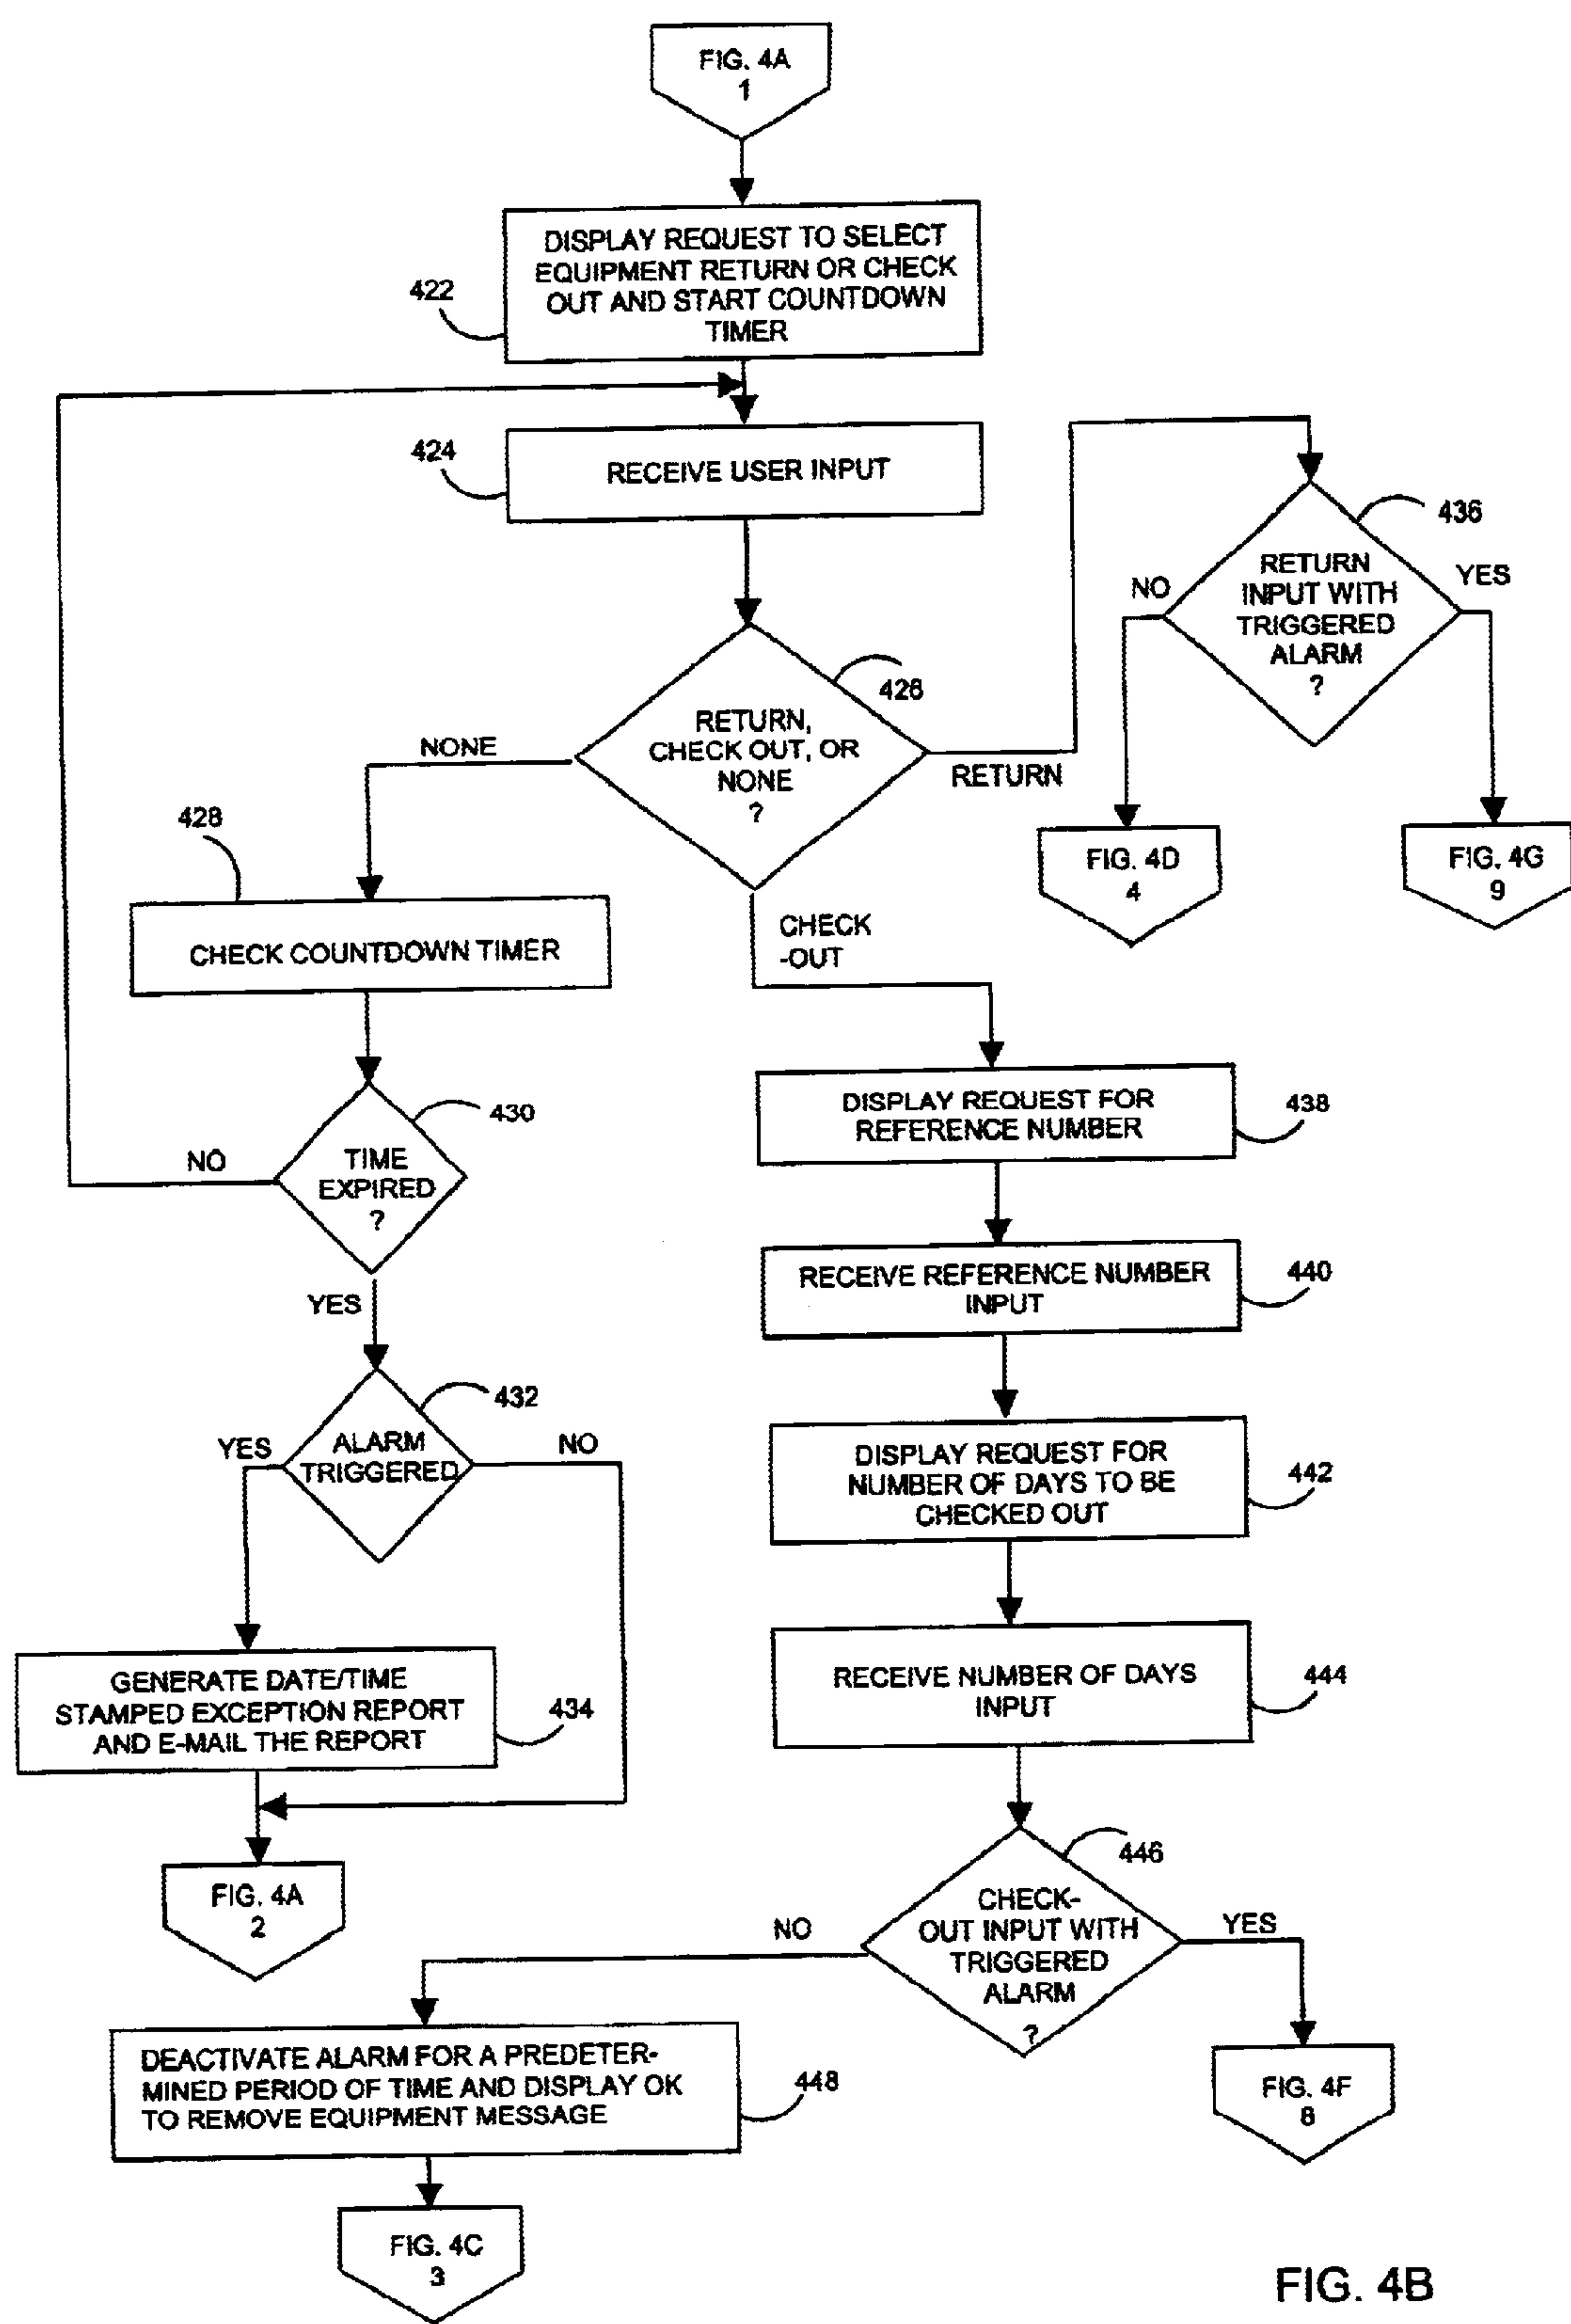 FIG. 4A
1
DISPLAY REQUEST TO SELECT
EQUIPMENT RETURN OR CHECK
OUT AND START COUNTDOWN
TIMER
422
RECEIVE USER INPUT
424
RETURN,
CHECK OUT, OR
NONE
?
426
NONE
RETURN
CHECK
-OUT
RETURN
INPUT WITH
TRIGGERED
ALARM
?
436
NO
YES
FIG. 4D
4
FIG. 4G
9
428
CHECK COUNTDOWN TIMER
TIME
EXPIRED
?
430
NO
YES
ALARM
TRIGGERED
432
YES
NO
GENERATE DATE/TIME
STAMPED EXCEPTION REPORT
AND E-MAIL THE REPORT
434
FIG. 4A
2
DISPLAY REQUEST FOR
REFERENCE NUMBER
438
RECEIVE REFERENCE NUMBER
INPUT
440
DISPLAY REQUEST FOR
NUMBER OF DAYS TO BE
CHECKED OUT
442
RECEIVE NUMBER OF DAYS
INPUT
444
CHECK-
OUT INPUT WITH
TRIGGERED
ALARM
?
446
NO
YES
DEACTIVATE ALARM FOR A PREDETER-
MINED PERIOD OF TIME AND DISPLAY OK
TO REMOVE EQUIPMENT MESSAGE
448
FIG. 4F
8
FIG. 4C
3
FIG. 4B